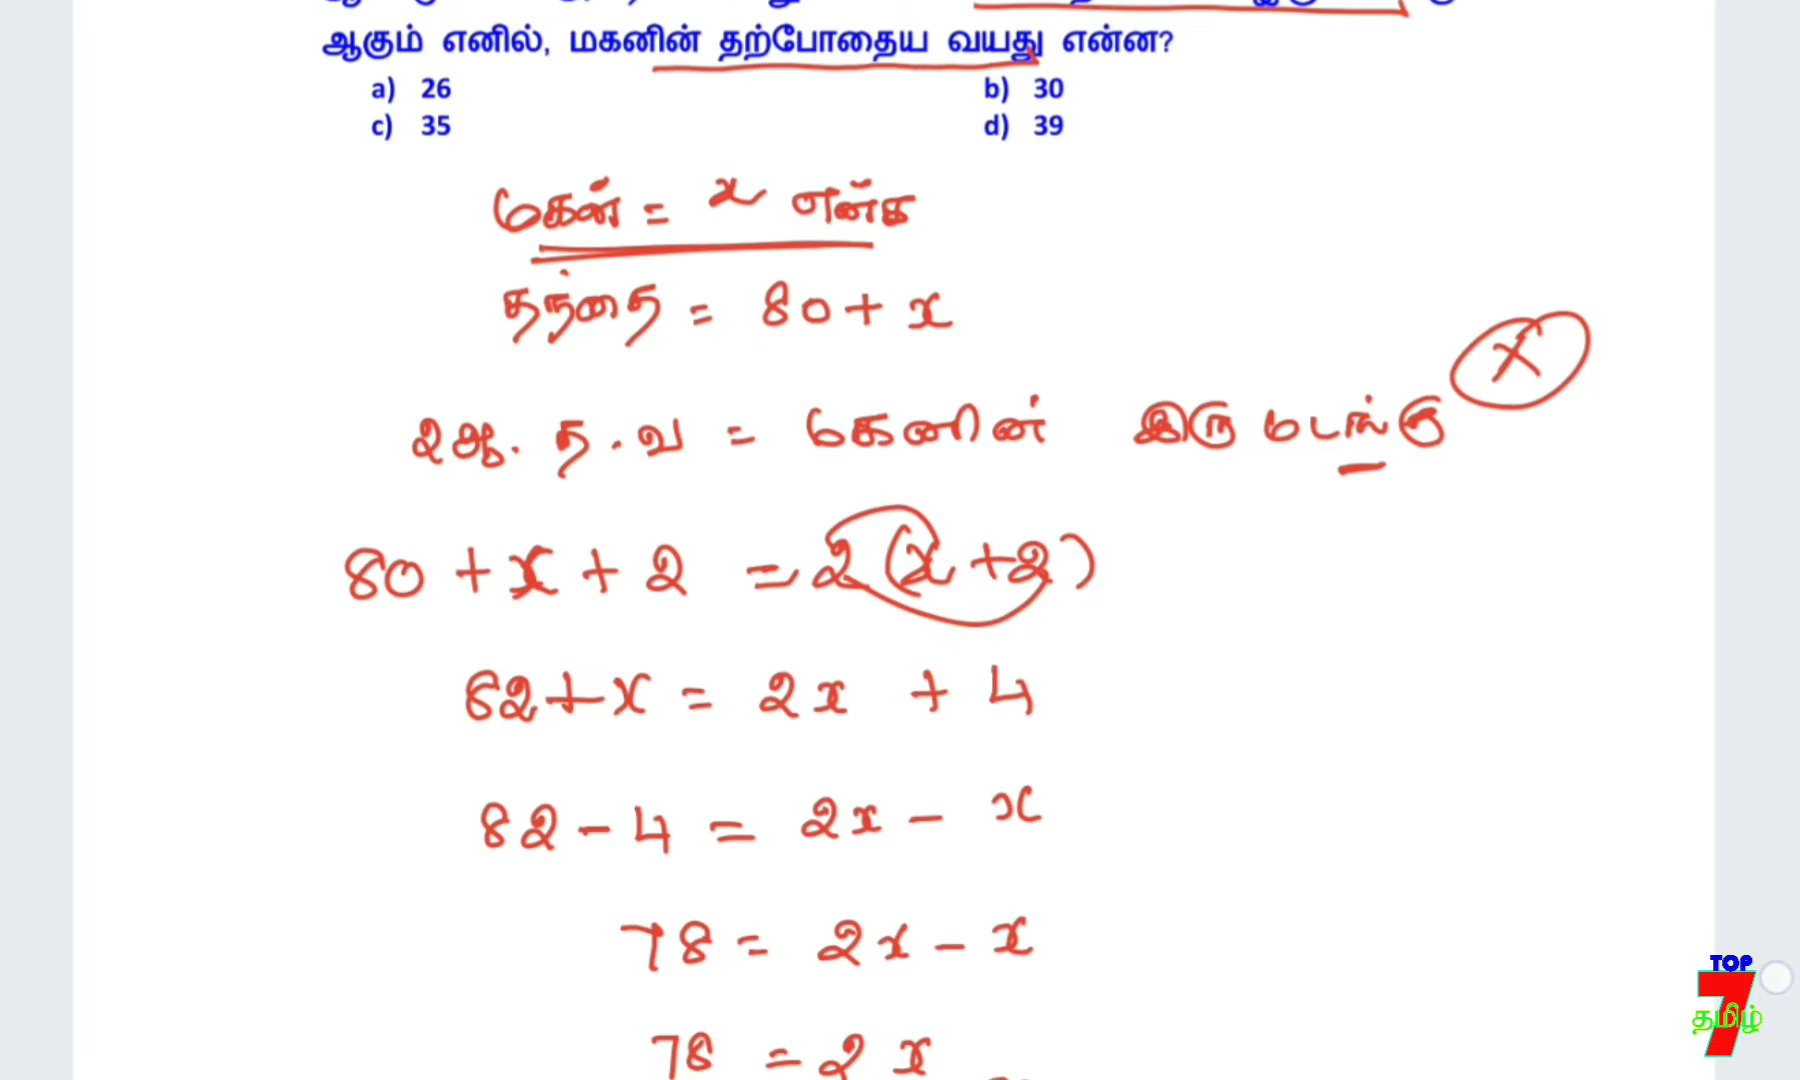 ஆகும் எனில், மகனின் தற்போதைய வயது என்ன?
a) 26 b) 30
c) 35 d) 39
மகன் = x என்க
தந்தை = 80 + x
X
2ஆ. த. வ = மகனின் இருமடங்கு
80 + x + 2 = 2(x + 2)
82 + x = 2x + 4
82 - 4 = 2x - x
78 = 2x - x
78 = 2x
TOP
7
தமிழ்